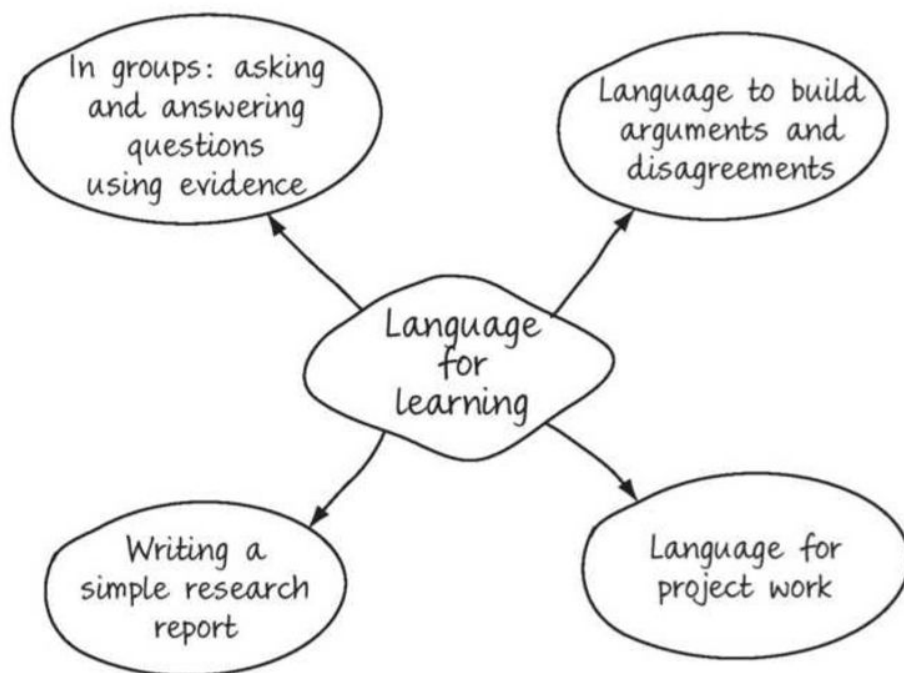 In groups: asking
and answering
questions
using evidence
Language to build
arguments and
disagreements
Language
for
learning
Writing a
simple research
report
Language for
project work